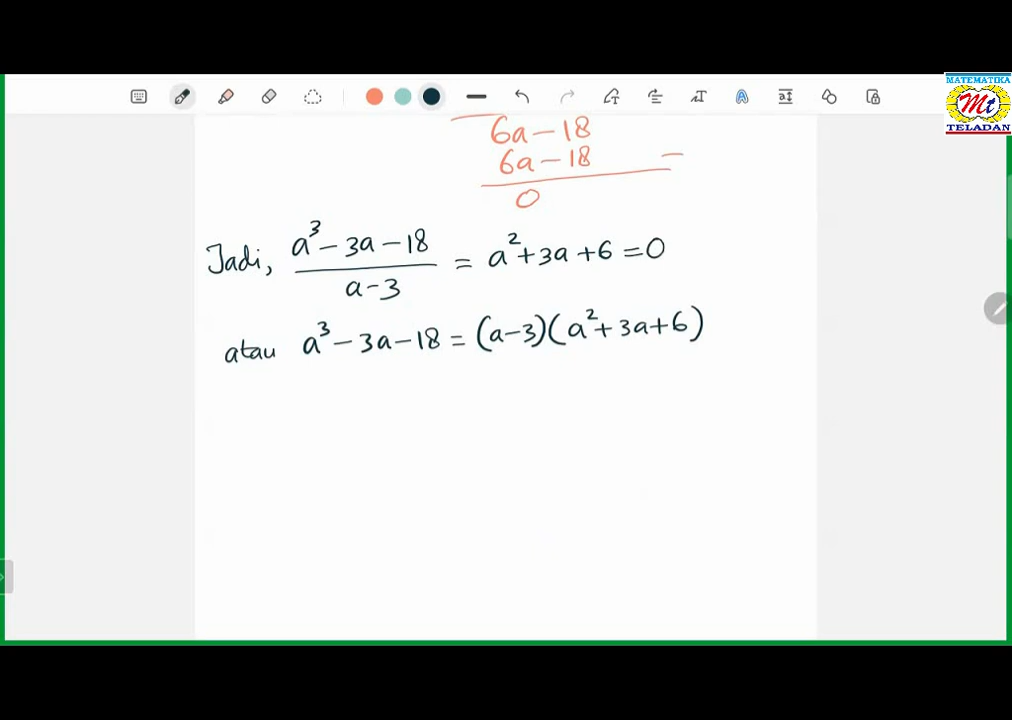 MATEMATIKA
Mt
TELADAN
6a - 18
6a - 18 -
0
Jadi, (a³ - 3a - 18)/(a - 3) = a² + 3a + 6 = 0
atau a³ - 3a - 18 = (a - 3)(a² + 3a + 6)